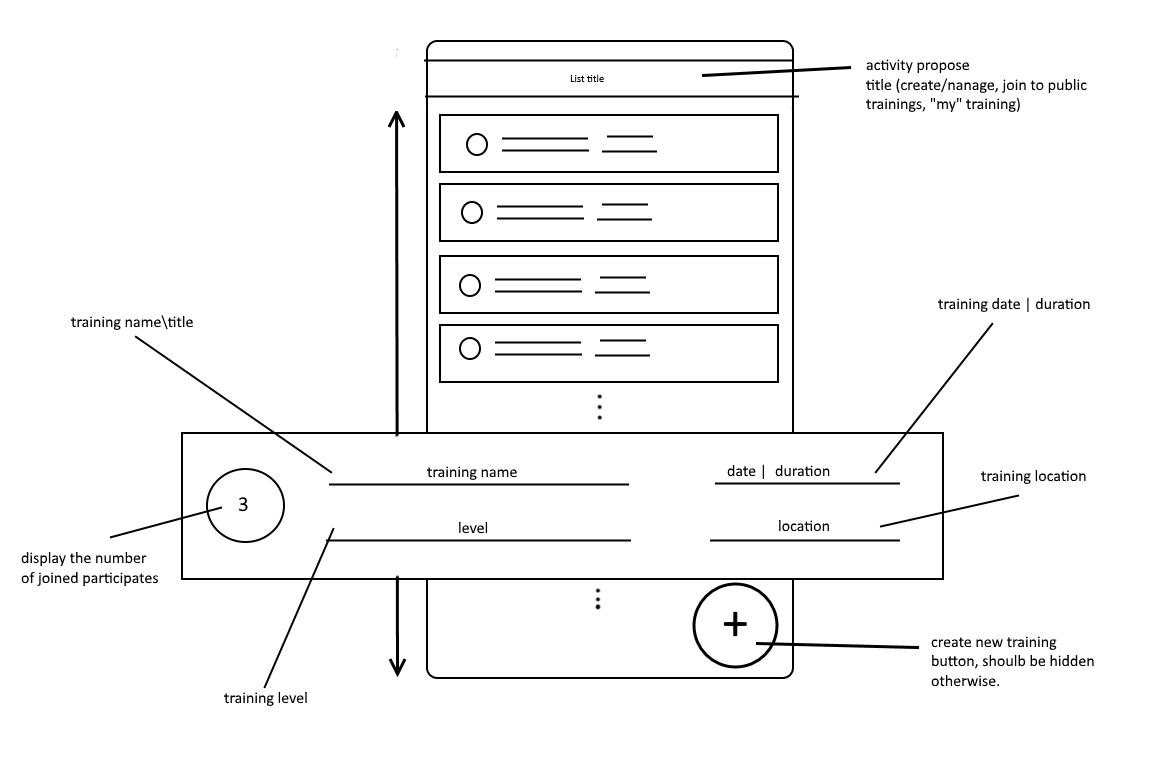 List title
activity propose
title (create/nanage, join to public
trainings, "my" training)
training name\title
training date | duration
training name
date | duration
training location
3
level
location
display the number
of joined participates
+
create new training
button, shoulb be hidden
otherwise.
training level